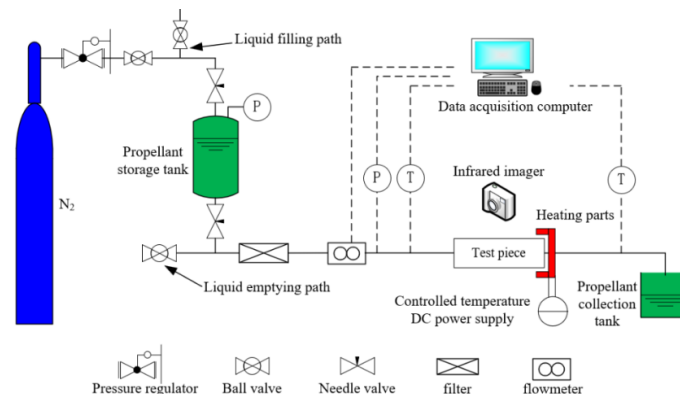 Liquid filling path
P
Data acquisition computer
Propellant
storage tank
P
T
T
Infrared imager
N2
Heating parts
Test piece
Liquid emptying path
Controlled temperature
DC power supply
Propellant
collection
tank
Pressure regulator
Ball valve
Needle valve
filter
flowmeter